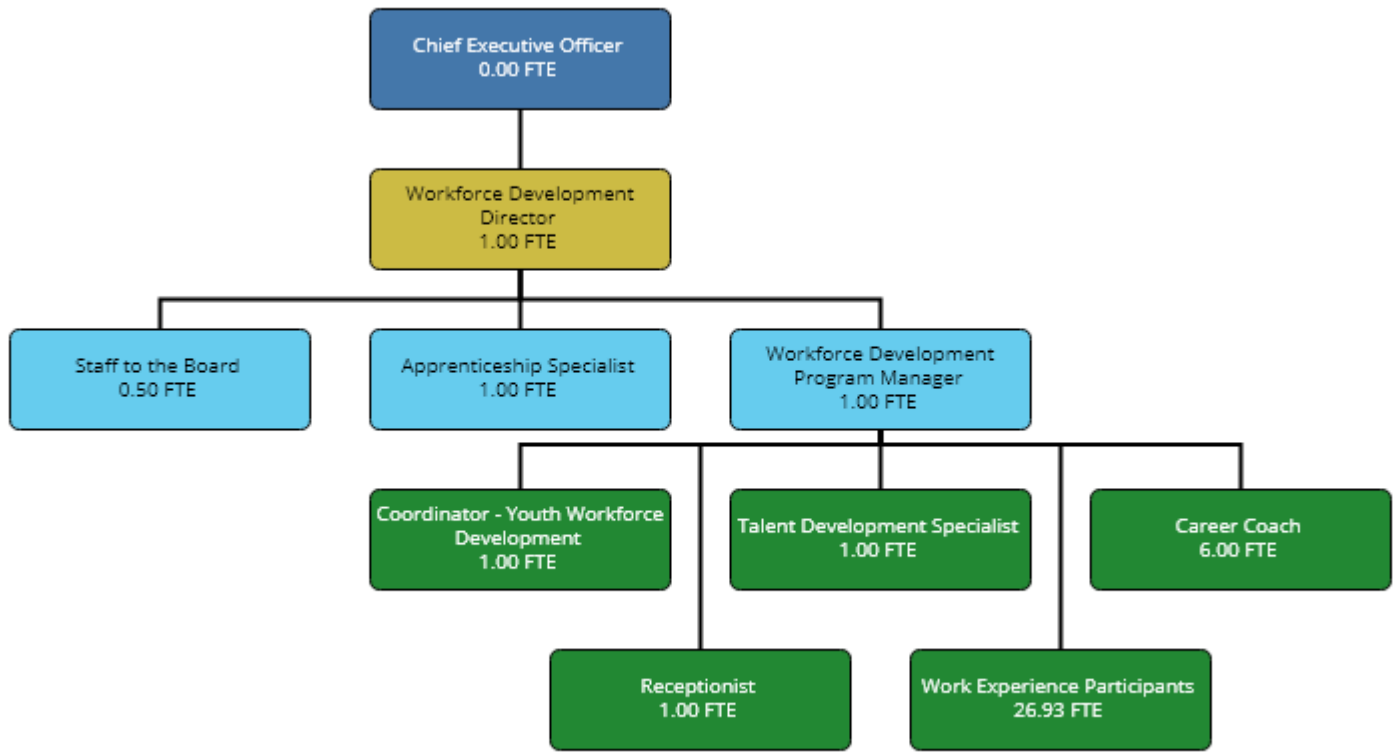 Chief Executive Officer
0.00 FTE
Workforce Development
Director
1.00 FTE
Staff to the Board
0.50 FTE
Apprenticeship Specialist
1.00 FTE
Workforce Development
Program Manager
1.00 FTE
Coordinator - Youth Workforce
Development
1.00 FTE
Talent Development Specialist
1.00 FTE
Career Coach
6.00 FTE
Receptionist
1.00 FTE
Work Experience Participants
26.93 FTE